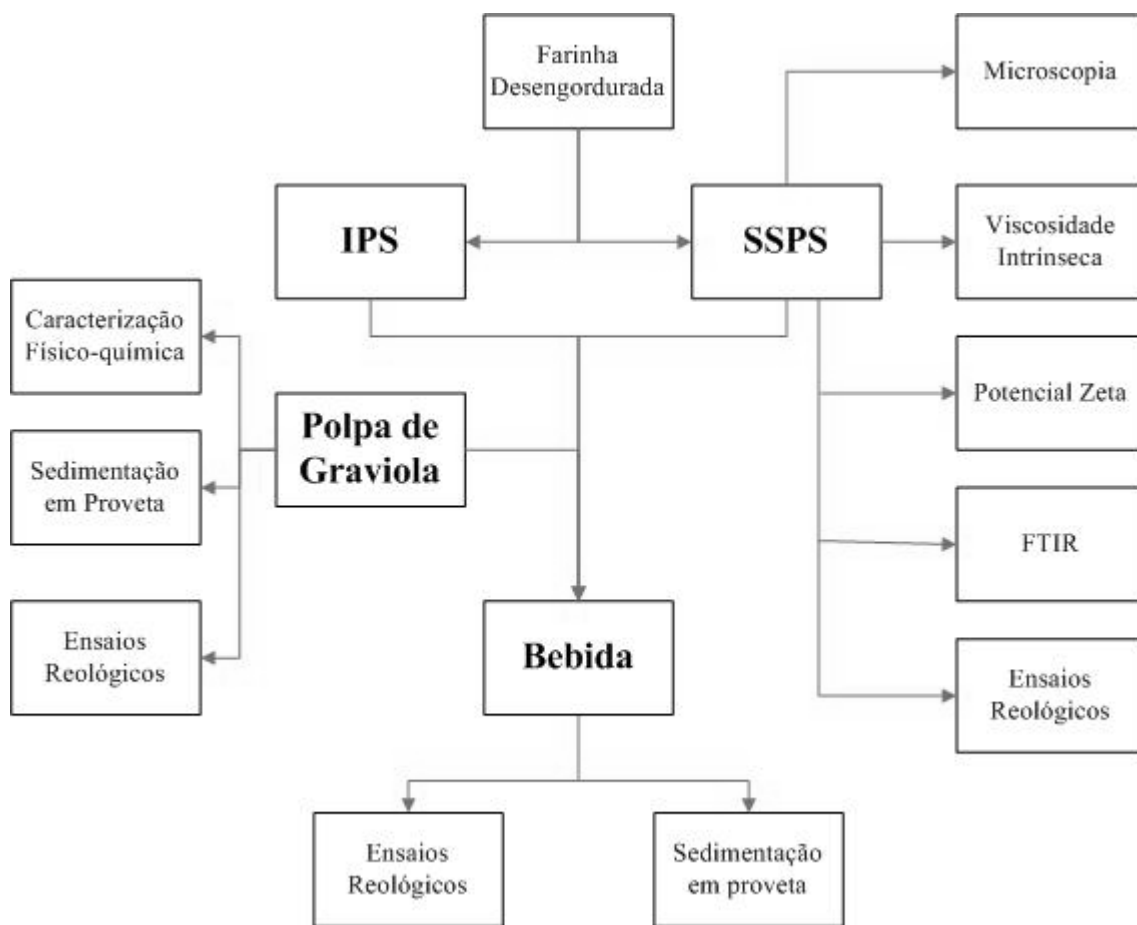 Farinha
Desengordurada
Microscopia
IPS
SSPS
Viscosidade
Intrínseca
Caracterização
Físico-química
Polpa de
Graviola
Potencial Zeta
Sedimentação
em Proveta
FTIR
Ensaios
Reológicos
Bebida
Ensaios
Reológicos
Ensaios
Reológicos
Sedimentação
em proveta